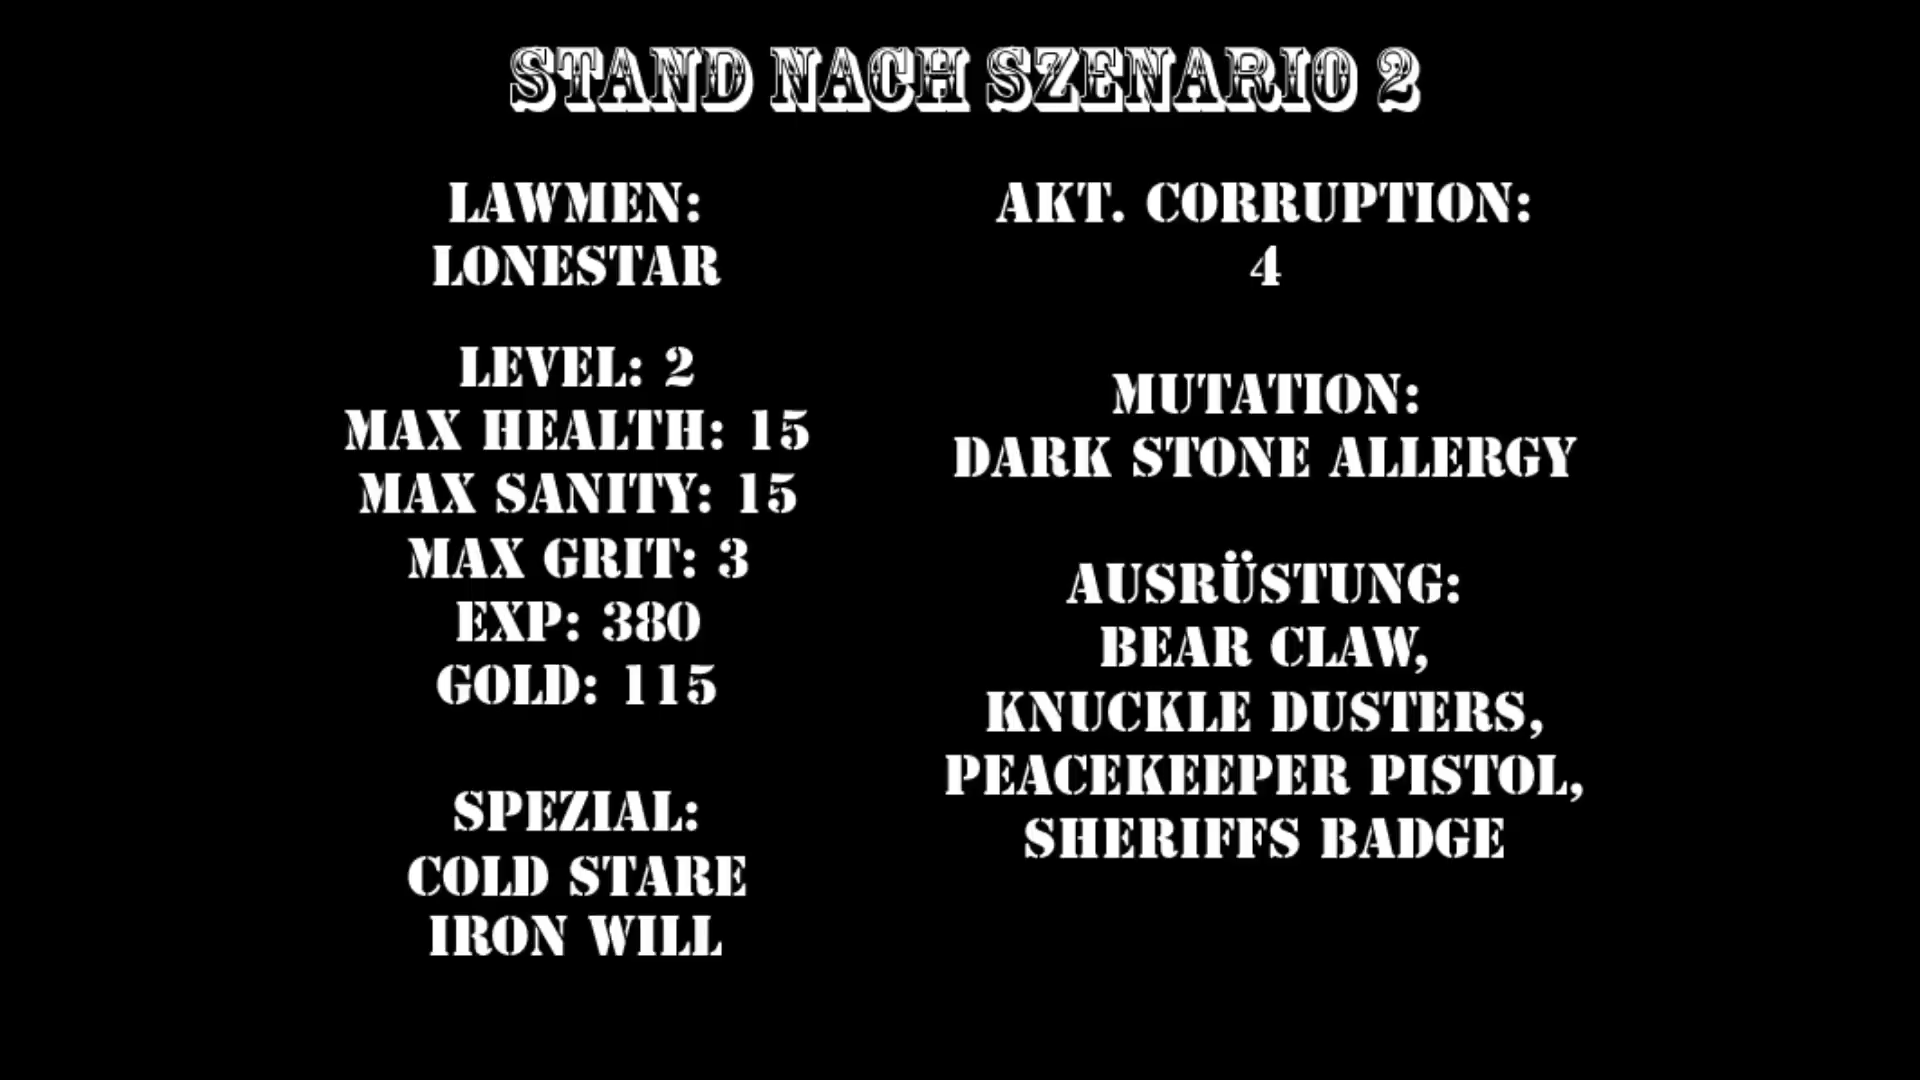 STAND NACH SZENARIO 2
LAWMEN:
LONESTAR
LEVEL: 2
MAX HEALTH: 15
MAX SANITY: 15
MAX GRIT: 3
EXP: 380
GOLD: 115
SPEZIAL:
COLD STARE
IRON WILL
AKT. CORRUPTION:
4
MUTATION:
DARK STONE ALLERGY
AUSRÜSTUNG:
BEAR CLAW,
KNUCKLE DUSTERS,
PEACEKEEPER PISTOL,
SHERIFFS BADGE